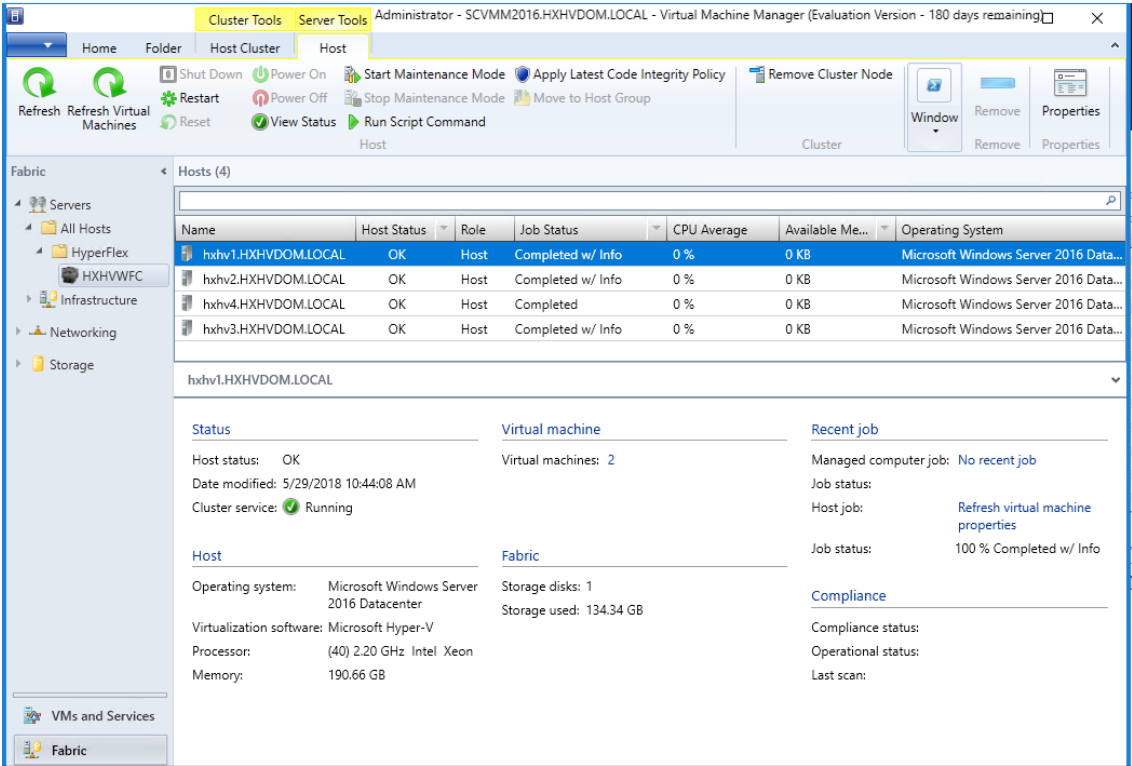 Cluster Tools Server Tools Administrator - SCVMM2016.HXHVDOM.LOCAL - Virtual Machine Manager (Evaluation Version - 180 days remaining)
Home Folder Host Cluster Host
Shut Down Power On Start Maintenance Mode Apply Latest Code Integrity Policy Remove Cluster Node
Restart Power Off Stop Maintenance Mode Move to Host Group
Reset View Status Run Script Command
Refresh Refresh Virtual Machines
Window Remove Properties
Host Cluster Remove Properties
Fabric Hosts (4)
Servers
All Hosts
HyperFlex
HXHVWFC
Infrastructure
Networking
Storage
Name Host Status Role Job Status CPU Average Available Me... Operating System
hxhv1.HXHVDOM.LOCAL OK Host Completed w/ Info 0 % 0 KB Microsoft Windows Server 2016 Data...
hxhv2.HXHVDOM.LOCAL OK Host Completed w/ Info 0 % 0 KB Microsoft Windows Server 2016 Data...
hxhv4.HXHVDOM.LOCAL OK Host Completed 0 % 0 KB Microsoft Windows Server 2016 Data...
hxhv3.HXHVDOM.LOCAL OK Host Completed w/ Info 0 % 0 KB Microsoft Windows Server 2016 Data...
hxhv1.HXHVDOM.LOCAL
Status
Host status: OK
Date modified: 5/29/2018 10:44:08 AM
Cluster service: Running
Virtual machine
Virtual machines: 2
Recent job
Managed computer job: No recent job
Job status:
Host job: Refresh virtual machine
properties
Job status: 100 % Completed w/ Info
Host
Operating system: Microsoft Windows Server
2016 Datacenter
Virtualization software: Microsoft Hyper-V
Processor: (40) 2.20 GHz Intel Xeon
Memory: 190.66 GB
Fabric
Storage disks: 1
Storage used: 134.34 GB
Compliance
Compliance status:
Operational status:
Last scan:
VMs and Services
Fabric